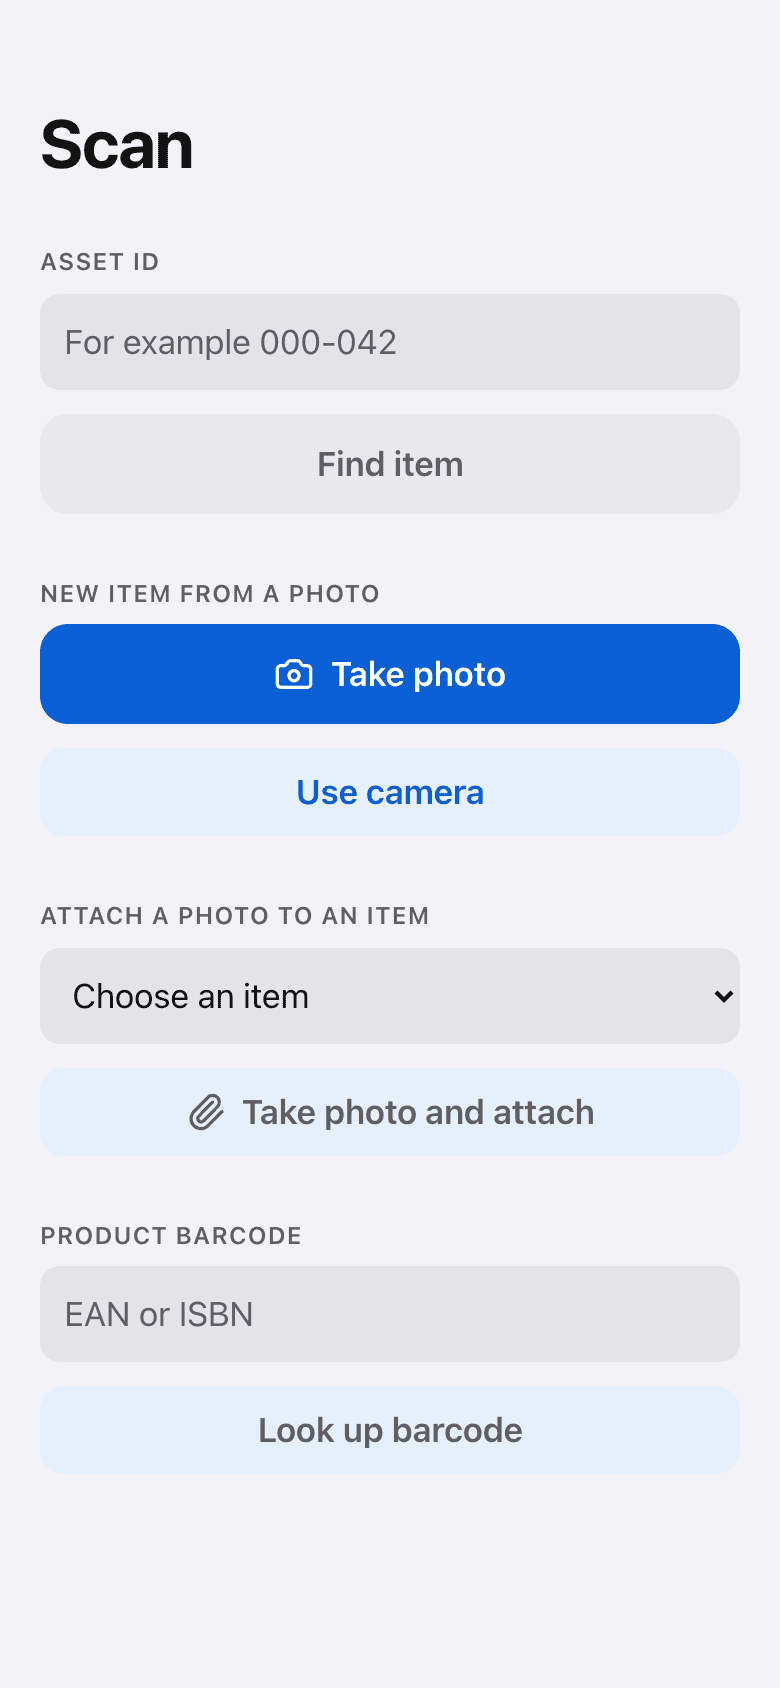 Scan
ASSET ID
For example 000-042
Find item
NEW ITEM FROM A PHOTO
Take photo
Use camera
ATTACH A PHOTO TO AN ITEM
Choose an item
Take photo and attach
PRODUCT BARCODE
EAN or ISBN
Look up barcode